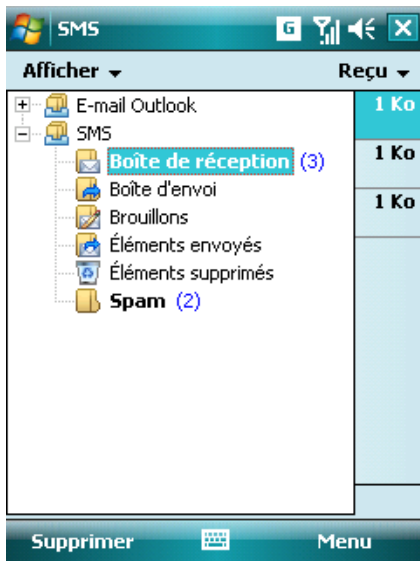 SMS G
Afficher Reçu
E-mail Outlook 1 Ko
SMS
Boîte de réception (3) 1 Ko
Boîte d'envoi
Brouillons 1 Ko
Éléments envoyés
Éléments supprimés
Spam (2)
Supprimer Menu